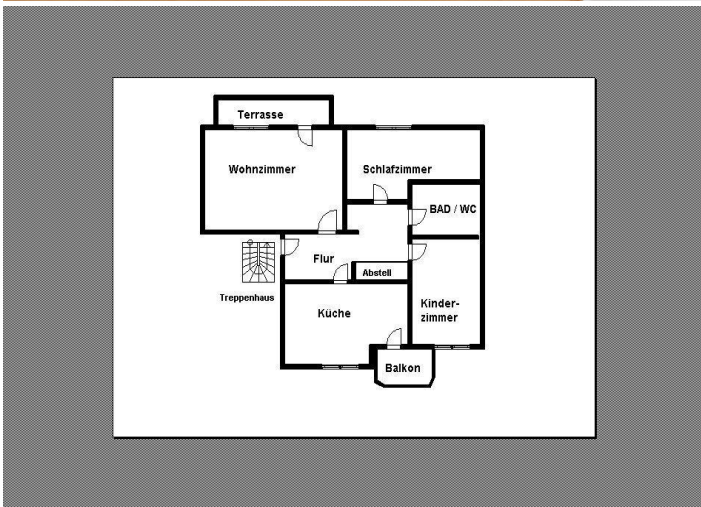 Terrasse
Wohnzimmer
Schlafzimmer
BAD / WC
Flur
Abstell
Treppenhaus
Küche
Kinder-
zimmer
Balkon